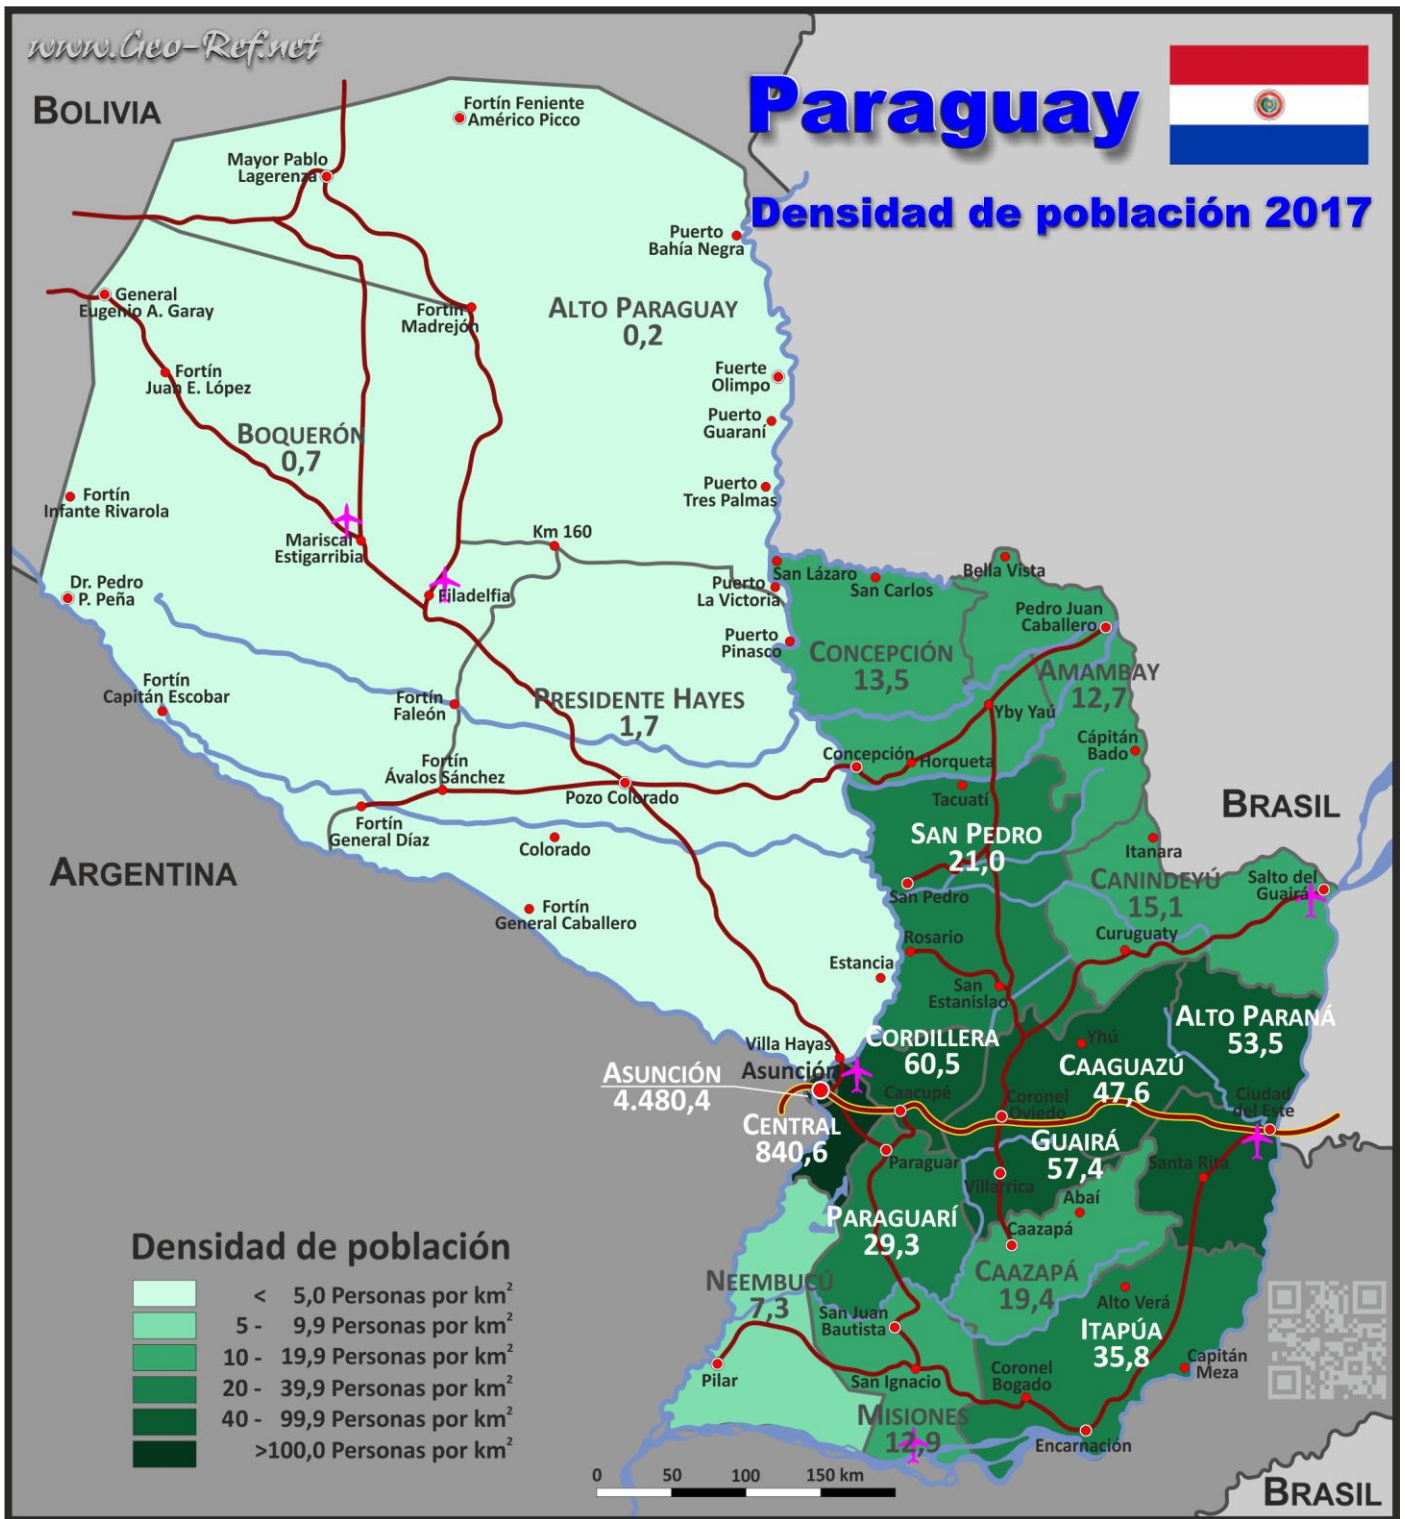 www.Geo-Ref.net
Paraguay
Densidad de población 2017
BOLIVIA
Fortín Feniente
Américo Picco
Mayor Pablo
Lagerenza
Puerto
Bahía Negra
General
Eugenio A. Garay
Fortín
Madrejón
ALTO PARAGUAY
0,2
Fortín
Juan E. López
Fuerte
Olimpo
Puerto
Guaraní
BOQUERÓN
0,7
Puerto
Tres Palmas
Fortín
Infante Rivarola
Mariscal
Estigarribia
Km 160
Dr. Pedro
P. Peña
Filadelfia
Puerto
La Victoria
San Lázaro
San Carlos
Bella Vista
Pedro Juan
Caballero
Puerto
Pinasco
CONCEPCIÓN
13,5
AMAMBAY
12,7
Fortín
Capitán Escobar
Fortín
Faleón
PRESIDENTE HAYES
1,7
Yby Yaú
Cápitán
Bado
Fortín
Ávalos Sánchez
Concepción
Horqueta
Pozo Colorado
Tacuatí
BRASIL
Fortín
General Díaz
Colorado
SAN PEDRO
21,0
Itanara
ARGENTINA
CANINDEYÚ
15,1
Salto del
Guairá
San Pedro
Fortín
General Caballero
Rosario
Curuguaty
Estancia
San
Estanislao
ALTO PARANÁ
53,5
Villa Hayas
CORDILLERA
60,5
Yhú
CAAGUAZÚ
47,6
ASUNCIÓN
4.480,4
Asunción
Caacupé
Coronel
Oviedo
Ciudad
del Este
CENTRAL
840,6
GUAIRÁ
57,4
Paraguar
Santa Rita
Villarrica
Abaí
PARAGUARÍ
29,3
Caazapá
CAAZAPÁ
19,4
NEEMBUCÚ
7,3
Alto Verá
San Juan
Bautista
ITAPÚA
35,8
Pilar
San Ignacio
Coronel
Bogado
Capitán
Meza
MISIONES
12,9
Encarnación
Densidad de población
< 5,0 Personas por km²
5 - 9,9 Personas por km²
10 - 19,9 Personas por km²
20 - 39,9 Personas por km²
40 - 99,9 Personas por km²
>100,0 Personas por km²
0 50 100 150 km
BRASIL